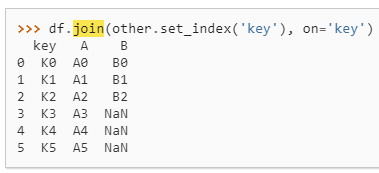 >>> df.join(other.set_index('key'), on='key')
  key   A    B
0  K0  A0   B0
1  K1  A1   B1
2  K2  A2   B2
3  K3  A3  NaN
4  K4  A4  NaN
5  K5  A5  NaN